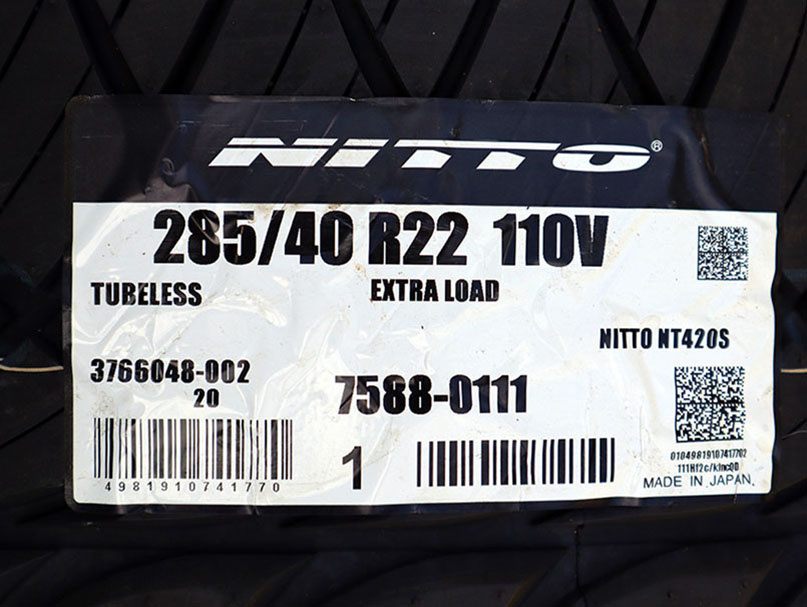 NITTO®
285/40 R22 110V
TUBELESS EXTRA LOAD
NITTO NT420S
3766048-002
20
7588-0111
1
4981910741770
0104981910741770２
MADE IN JAPAN.